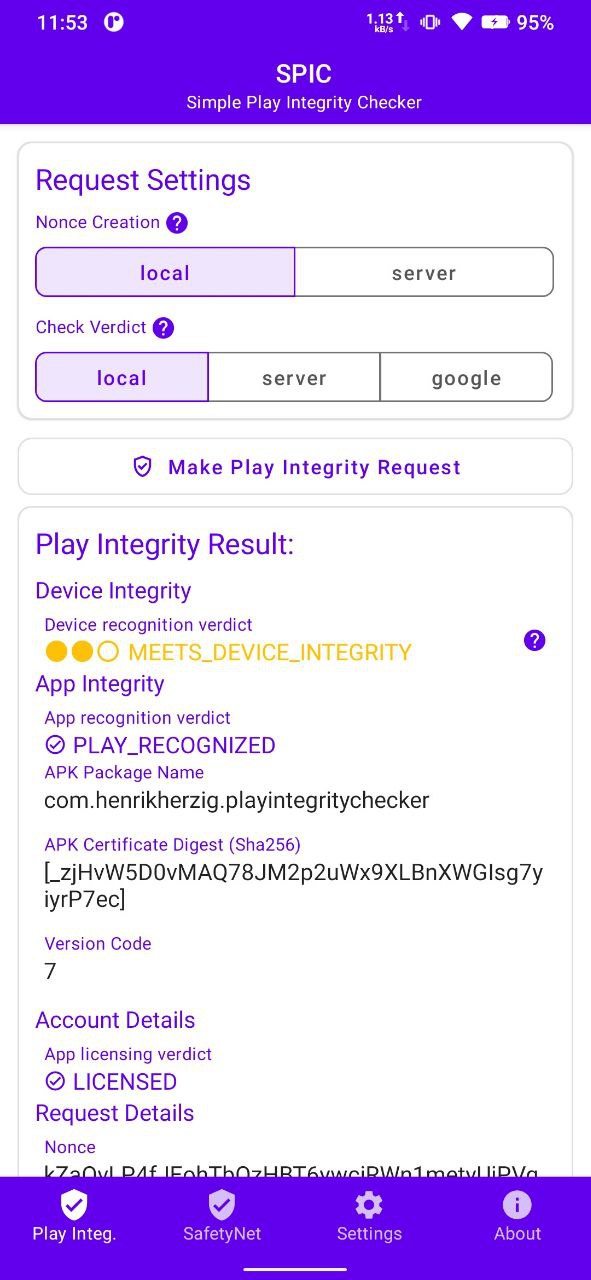 11:53
1.13
kB/s
95%
SPIC
Simple Play Integrity Checker
Request Settings
Nonce Creation ?
local server
Check Verdict ?
local server google
Make Play Integrity Request
Play Integrity Result:
Device Integrity
Device recognition verdict
MEETS_DEVICE_INTEGRITY
?
App Integrity
App recognition verdict
PLAY_RECOGNIZED
APK Package Name
com.henrikherzig.playintegritychecker
APK Certificate Digest (Sha256)
[_zjHvW5D0vMAQ78JM2p2uWx9XLBnXWGIsg7y
iyrP7ec]
Version Code
7
Account Details
App licensing verdict
LICENSED
Request Details
Nonce
Play Integ. SafetyNet Settings About